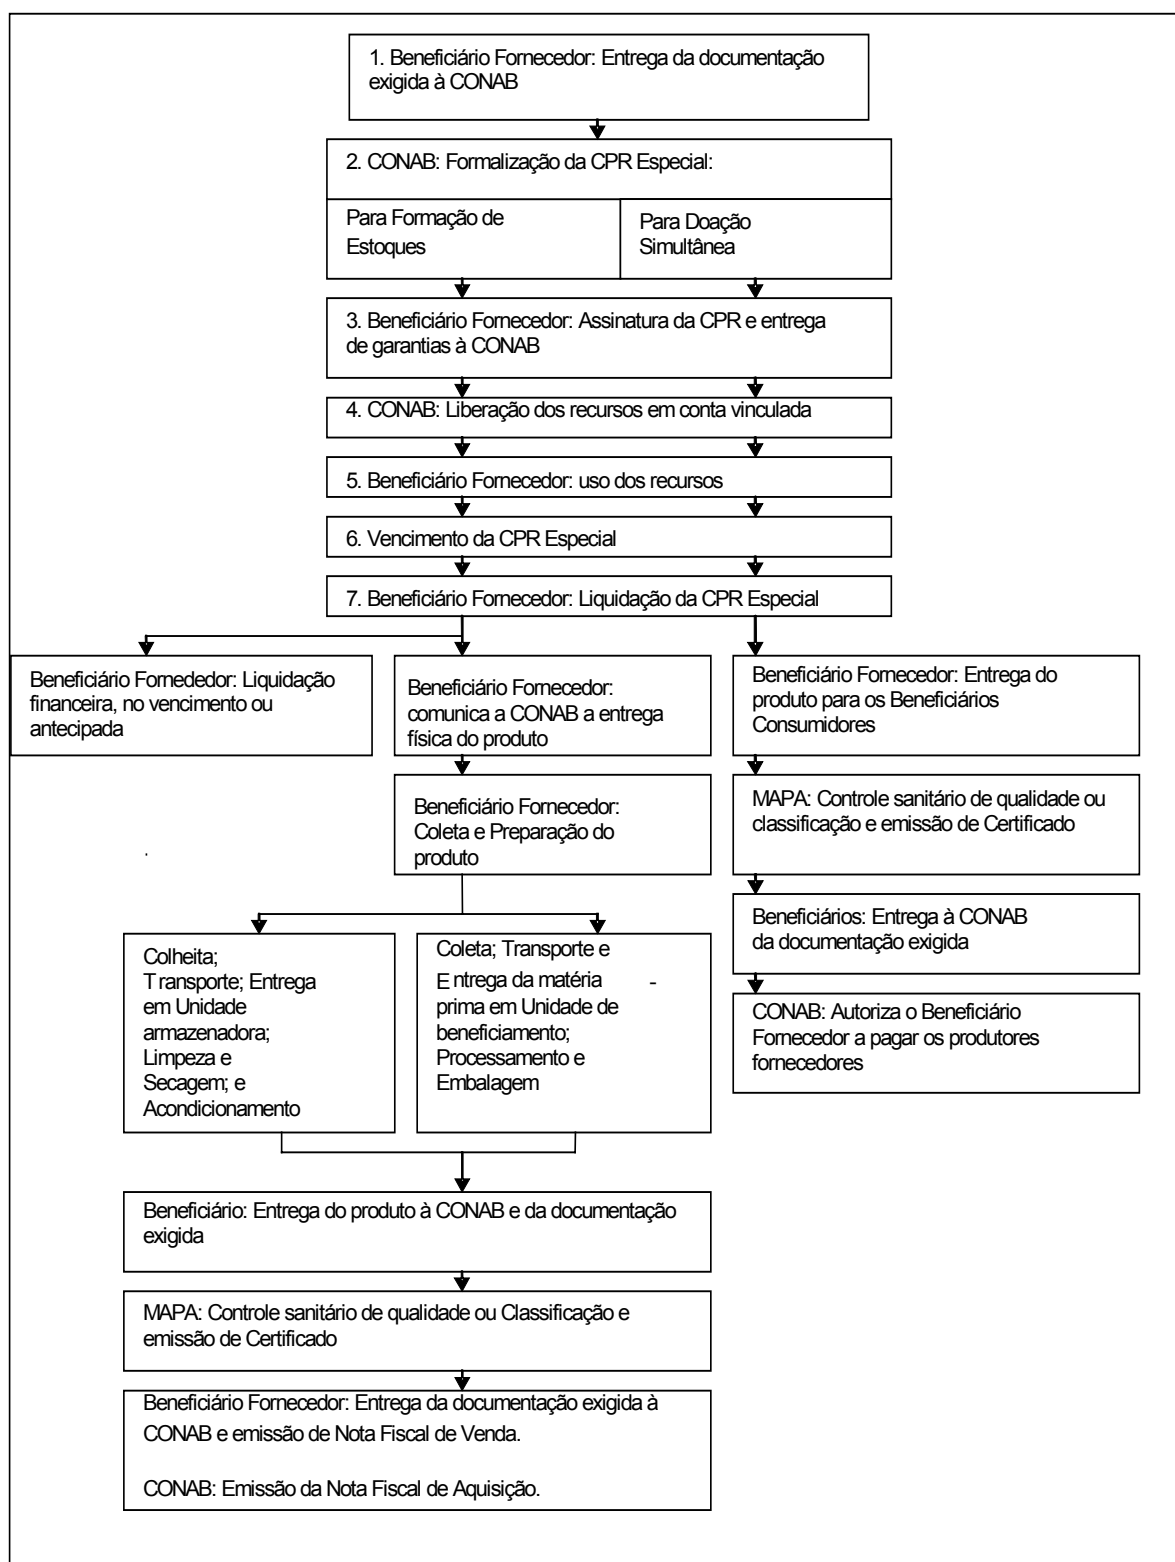 1. Beneficiário Fornecedor: Entrega da documentação
exigida à CONAB
2. CONAB: Formalização da CPR Especial:
Para Formação de
Estoques
Para Doação
Simultânea
3. Beneficiário Fornecedor: Assinatura da CPR e entrega
de garantias à CONAB
4. CONAB: Liberação dos recursos em conta vinculada
5. Beneficiário Fornecedor: uso dos recursos
6. Vencimento da CPR Especial
7. Beneficiário Fornecedor: Liquidação da CPR Especial
Beneficiário Fornededor: Liquidação
financeira, no vencimento ou
antecipada
Beneficiário Fornecedor:
comunica a CONAB a entrega
física do produto
Beneficiário Fornecedor: Entrega do
produto para os Beneficiários
Consumidores
Beneficiário Fornecedor:
Coleta e Preparação do
produto
MAPA: Controle sanitário de qualidade ou
classificação e emissão de Certificado
Beneficiários: Entrega à CONAB
da documentação exigida
CONAB: Autoriza o Beneficiário
Fornecedor a pagar os produtores
fornecedores
Colheita;
Transporte; Entrega
em Unidade
armazenadora;
Limpeza e
Secagem; e
Acondicionamento
Coleta; Transporte e
Entrega da matéria -
prima em Unidade de
beneficiamento;
Processamento e
Embalagem
Beneficiário: Entrega do produto à CONAB e da documentação
exigida
MAPA: Controle sanitário de qualidade ou Classificação e
emissão de Certificado
Beneficiário Fornecedor: Entrega da documentação exigida à
CONAB e emissão de Nota Fiscal de Venda.
CONAB: Emissão da Nota Fiscal de Aquisição.